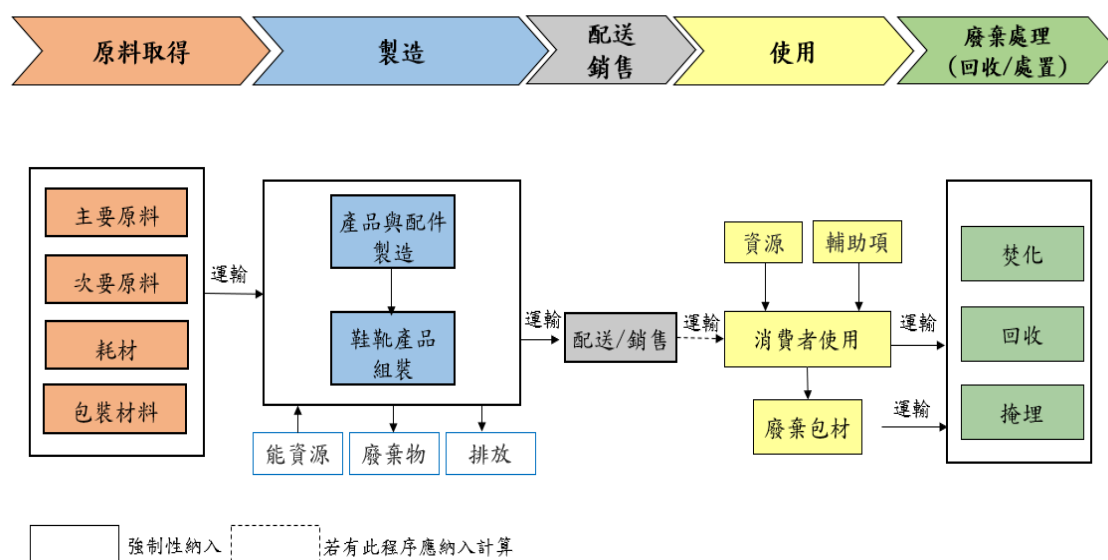 原料取得
製造
配送
銷售
使用
廢棄處理
(回收/處置)
主要原料
次要原料
耗材
包裝材料
運輸
產品與配件
製造
鞋靴產品
組裝
能資源
廢棄物
排放
運輸
配送/銷售
運輸
資源
輔助項
消費者使用
廢棄包材
運輸
運輸
焚化
回收
掩埋
強制性納入
若有此程序應納入計算